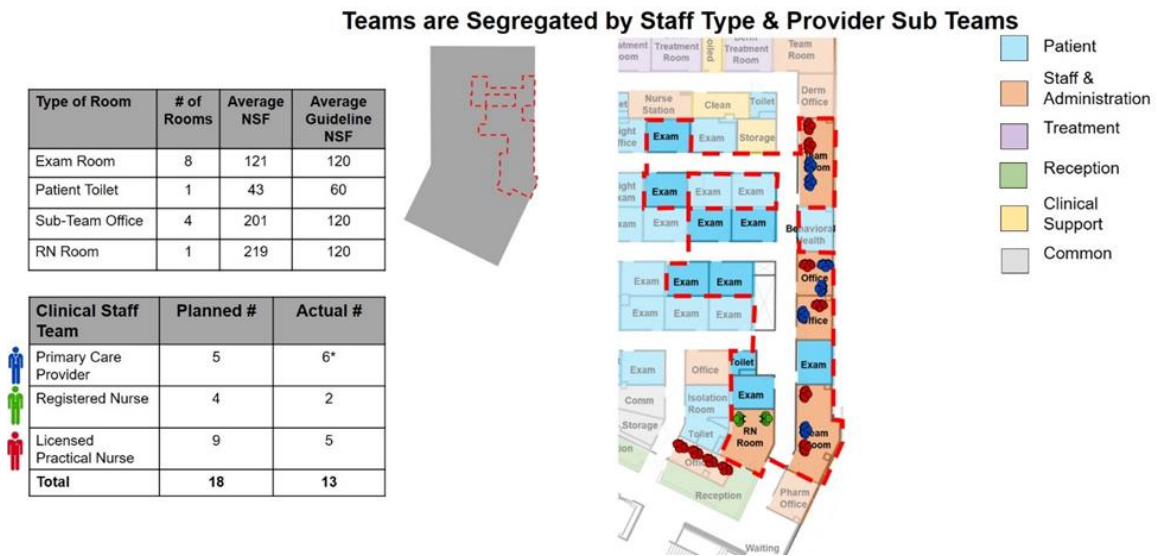 Teams are Segregated by Staff Type & Provider Sub Teams
Type of Room
# of
Rooms
Average
NSF
Average
Guideline
NSF
Exam Room
8
121
120
Patient Toilet
1
43
60
Sub-Team Office
4
201
120
RN Room
1
219
120
Clinical Staff
Team
Planned #
Actual #
Primary Care
Provider
5
6*
Registered Nurse
4
2
Licensed
Practical Nurse
9
5
Total
18
13
Treatment
Room
Treatment
Room
Team
Room
Derm
Office
Nurse
Station
Clean
Toilet
Exam
Exam
Storage
Exam
Exam
Exam
Exam
Exam
Exam
Health
Exam
Exam
Exam
Office
Exam
Exam
Exam
Exam
Office
Toilet
Exam
Comm
Isolation
Room
Exam
Storage
Toilet
RN
Room
Reception
Pharm
Office
Waiting
Patient
Staff &
Administration
Treatment
Reception
Clinical
Support
Common